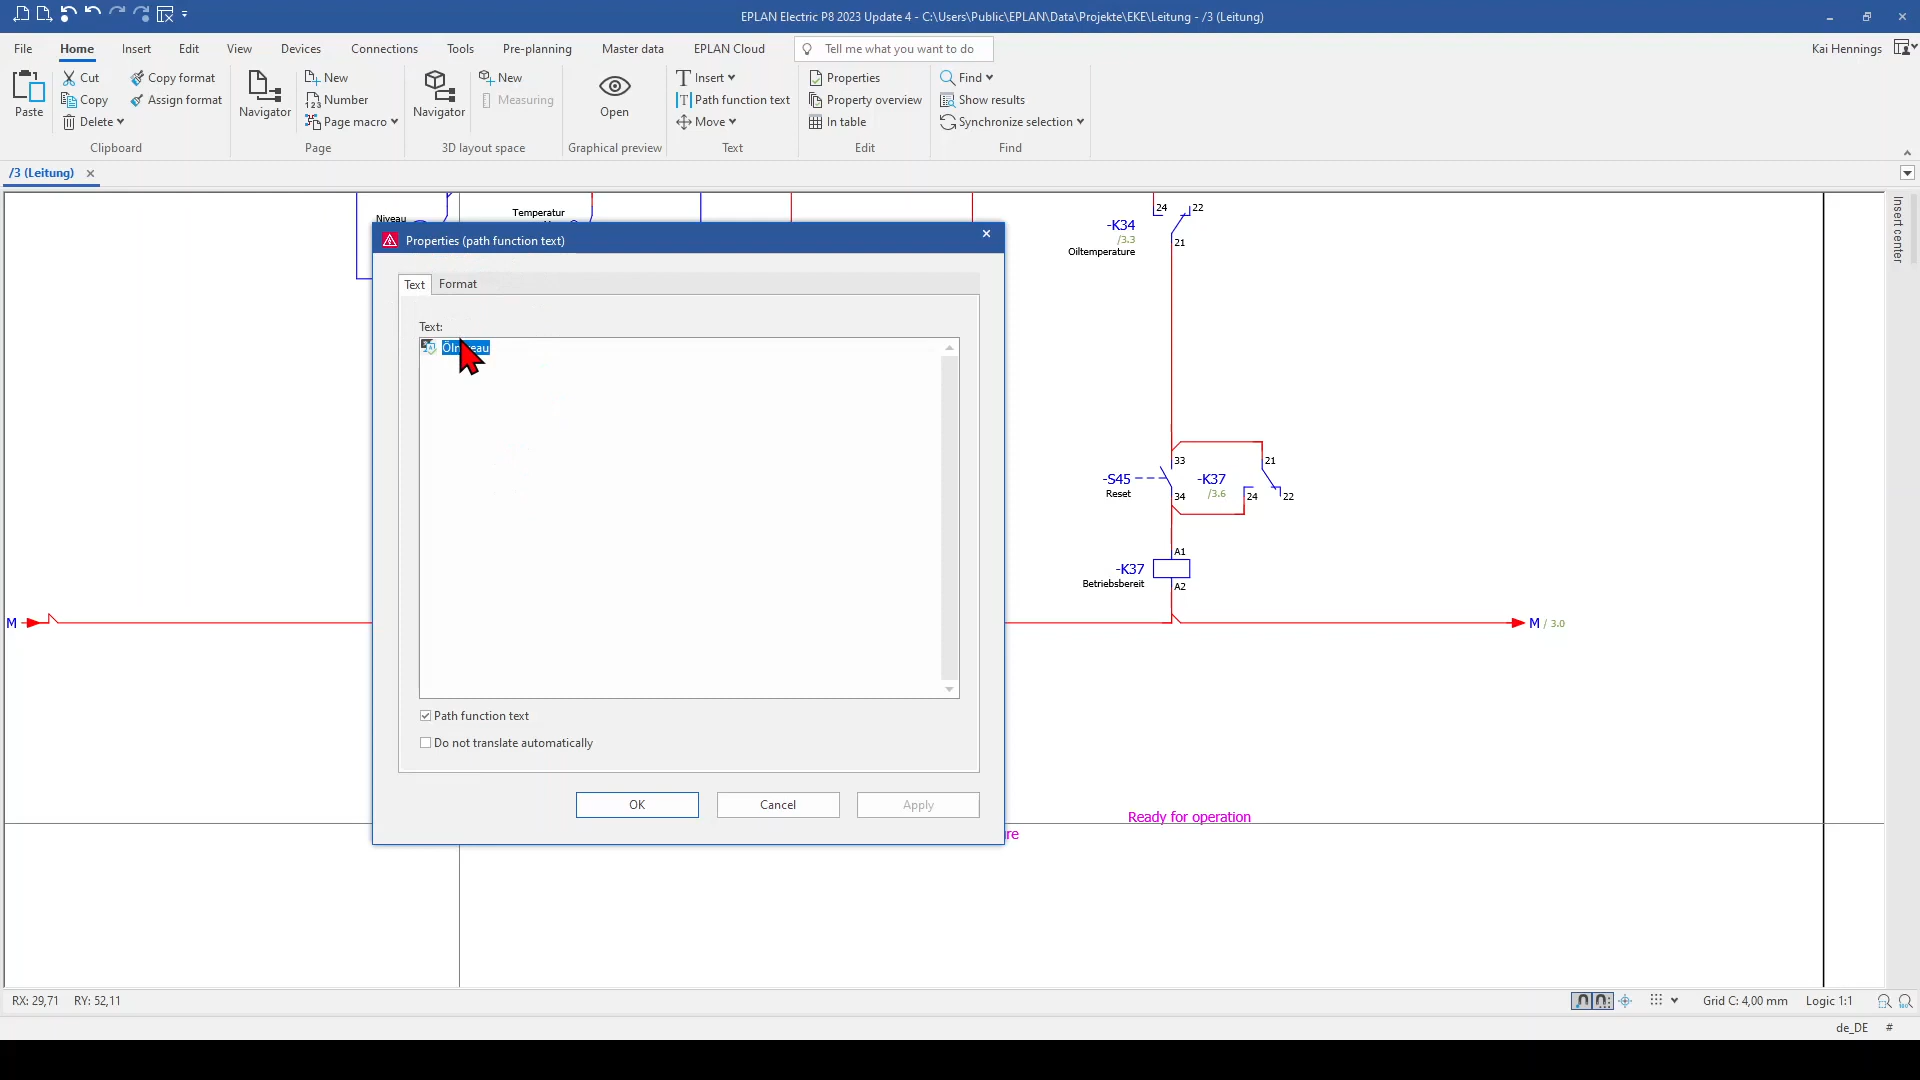 EPLAN Electric P8 2023 Update 4 - C:\Users\Public\EPLAN\Data\Projekte\EKE\Leitung - /3 (Leitung)
File Home Insert Edit View Devices Connections Tools Pre-planning Master data EPLAN Cloud Tell me what you want to do Kai Hennings
Paste
Cut
Copy
Delete
Copy format
Assign format
Clipboard
Navigator
New
123 Number
Page macro
Page
Navigator
New
Measuring
3D layout space
Open
Graphical preview
Insert
Path function text
Move
Text
Properties
Property overview
In table
Edit
Find
Show results
Synchronize selection
Find
/3 (Leitung)
Insert center
Niveau
Temperatur
24 22
-K34
/3.3
21
Oiltemperature
Properties (path function text)
Text Format
Text:
Path function text
Do not translate automatically
OK Cancel Apply
33 21
-S45 -K37
Reset /3.6
34 24 22
A1
-K37
Betriebsbereit
A2
M
M / 3.0
Ready for operation
RX: 29,71 RY: 52,11
Grid C: 4,00 mm Logic 1:1
de_DE #